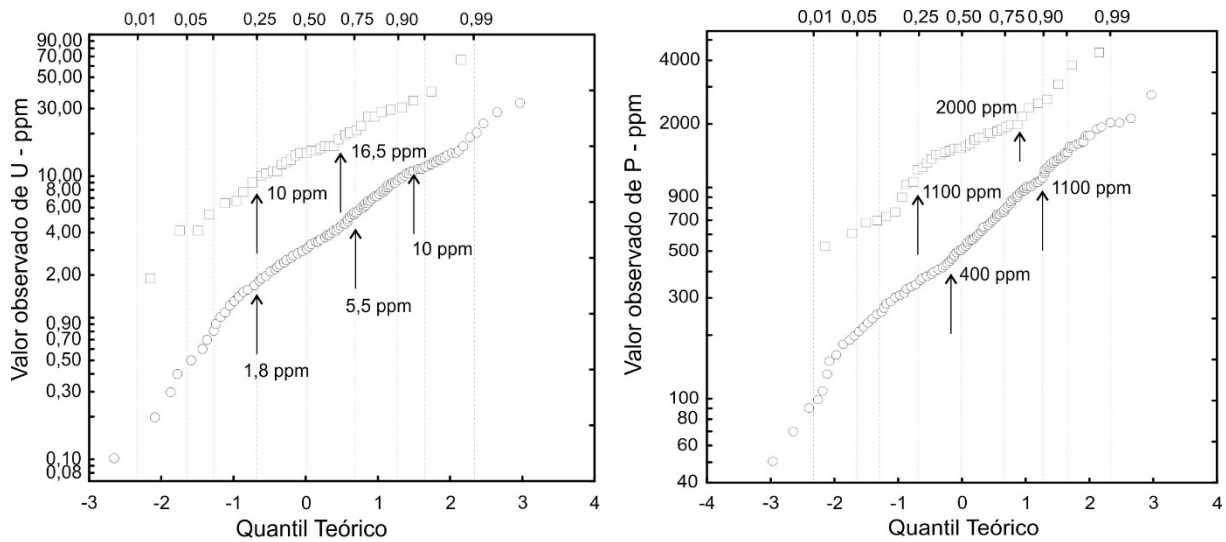 0,01 0,05 0,25 0,50 0,75 0,90 0,99
90,00
70,00
50,00
30,00
10,00
8,00
6,00
4,00
2,00
0,90
0,70
0,50
0,30
0,10
0,08
Valor observado de U - ppm
16,5 ppm
10 ppm
10 ppm
5,5 ppm
1,8 ppm
-3 -2 -1 0 1 2 3 4
Quantil Teórico
0,01 0,05 0,25 0,50 0,75 0,90 0,99
4000
2000
900
700
500
300
100
80
60
40
Valor observado de P - ppm
2000 ppm
1100 ppm
1100 ppm
400 ppm
-4 -3 -2 -1 0 1 2 3 4
Quantil Teórico